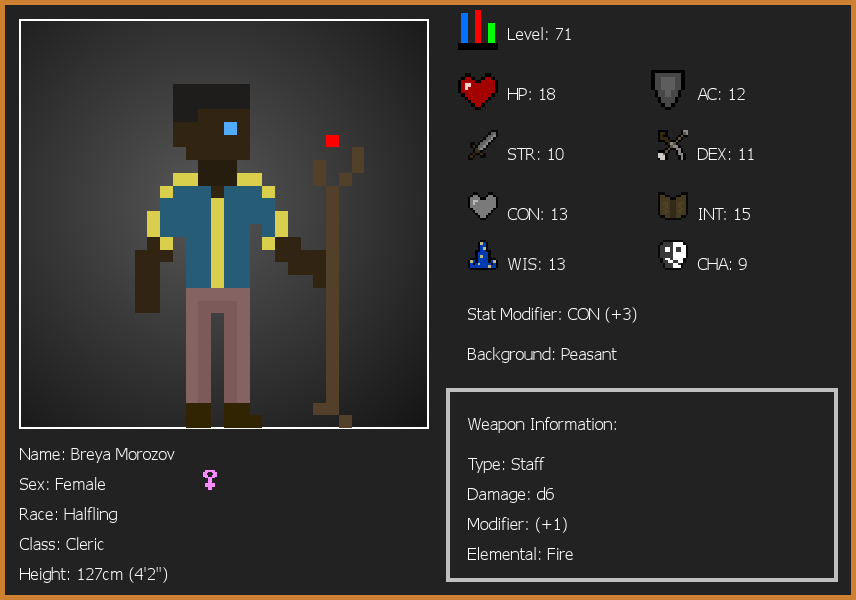 Level: 71
HP: 18
AC: 12
STR: 10
DEX: 11
CON: 13
INT: 15
WIS: 13
CHA: 9
Stat Modifier: CON (+3)
Background: Peasant
Weapon Information:
Type: Staff
Damage: d6
Modifier: (+1)
Elemental: Fire
Name: Breya Morozov
Sex: Female
Race: Halfling
Class: Cleric
Height: 127cm (4'2")